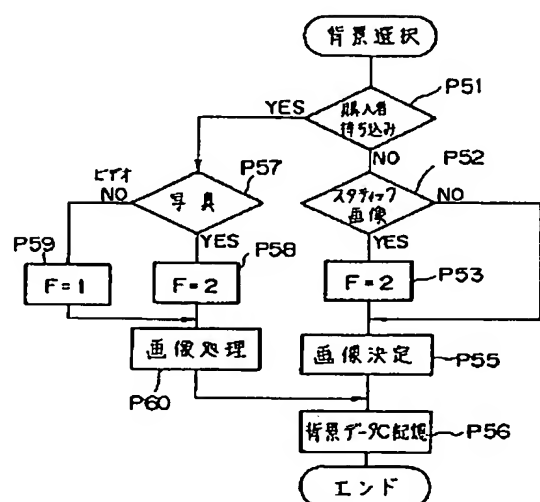 背景選択
P51
YES
購入者
持ち込み
NO
P57
P52
ビデオ
NO
写真
スタティック
画像
NO
YES
YES
P59
P58
F=1
F=2
F=2
P53
画像処理
画像決定
P60
P55
背景データC記憶
P56
エンド